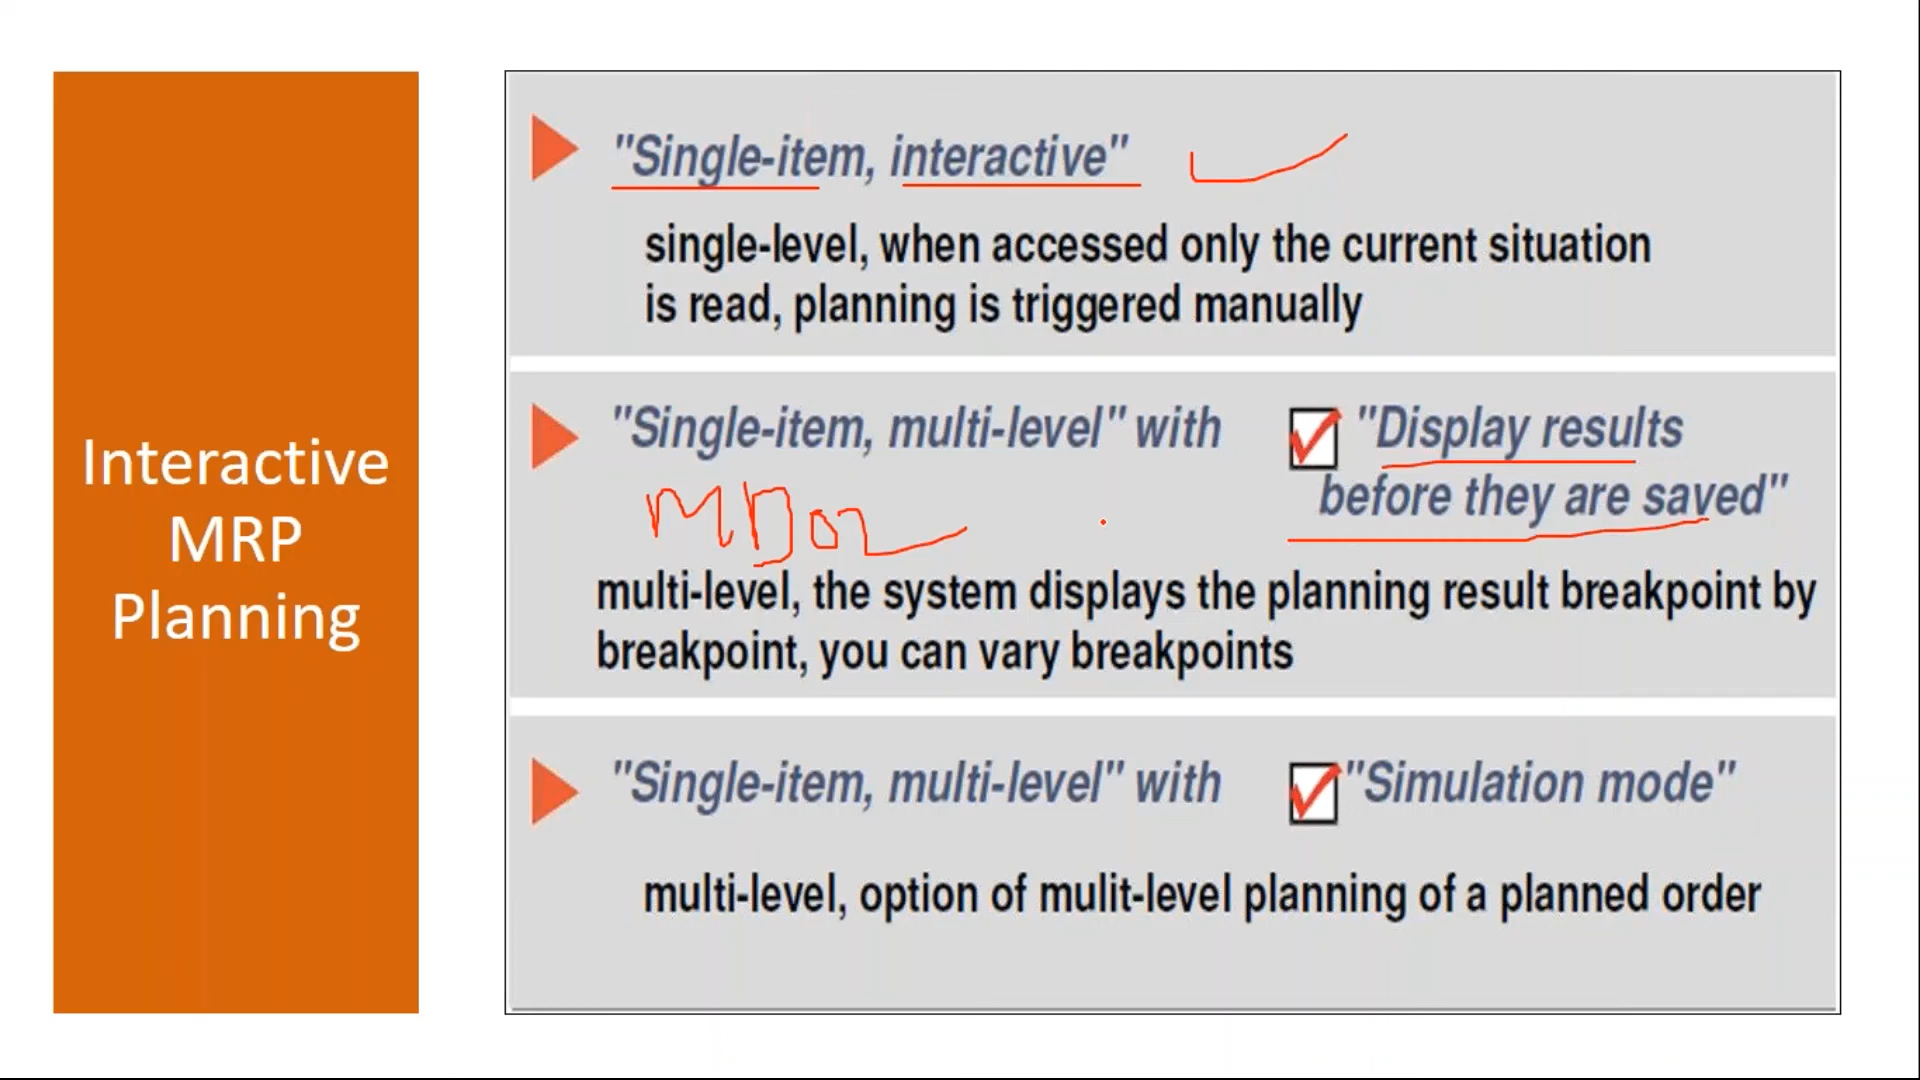 Interactive
MRP
Planning
"Single-item, interactive"
single-level, when accessed only the current situation
is read, planning is triggered manually
"Single-item, multi-level" with "Display results
before they are saved"
MD02
multi-level, the system displays the planning result breakpoint by
breakpoint, you can vary breakpoints
"Single-item, multi-level" with "Simulation mode"
multi-level, option of mulit-level planning of a planned order